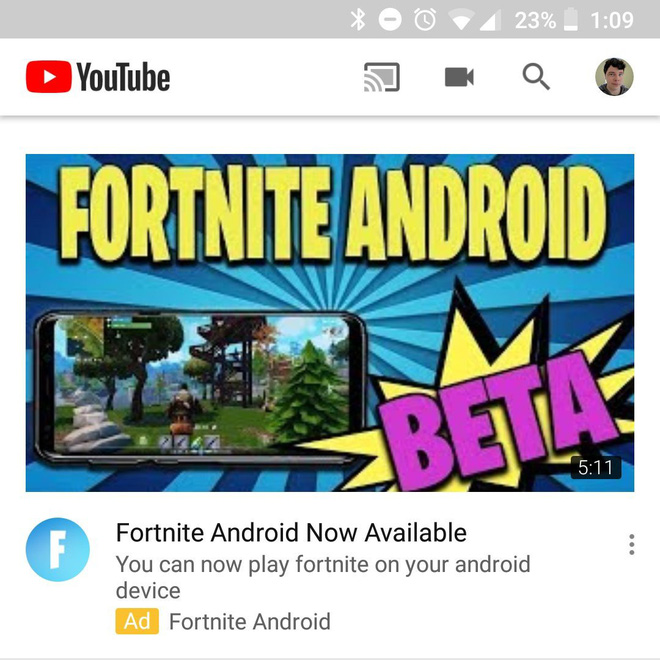 23% 1:09
YouTube
FORTNITE ANDROID
BETA
5:11
F
Fortnite Android Now Available
You can now play fortnite on your android
device
Ad Fortnite Android